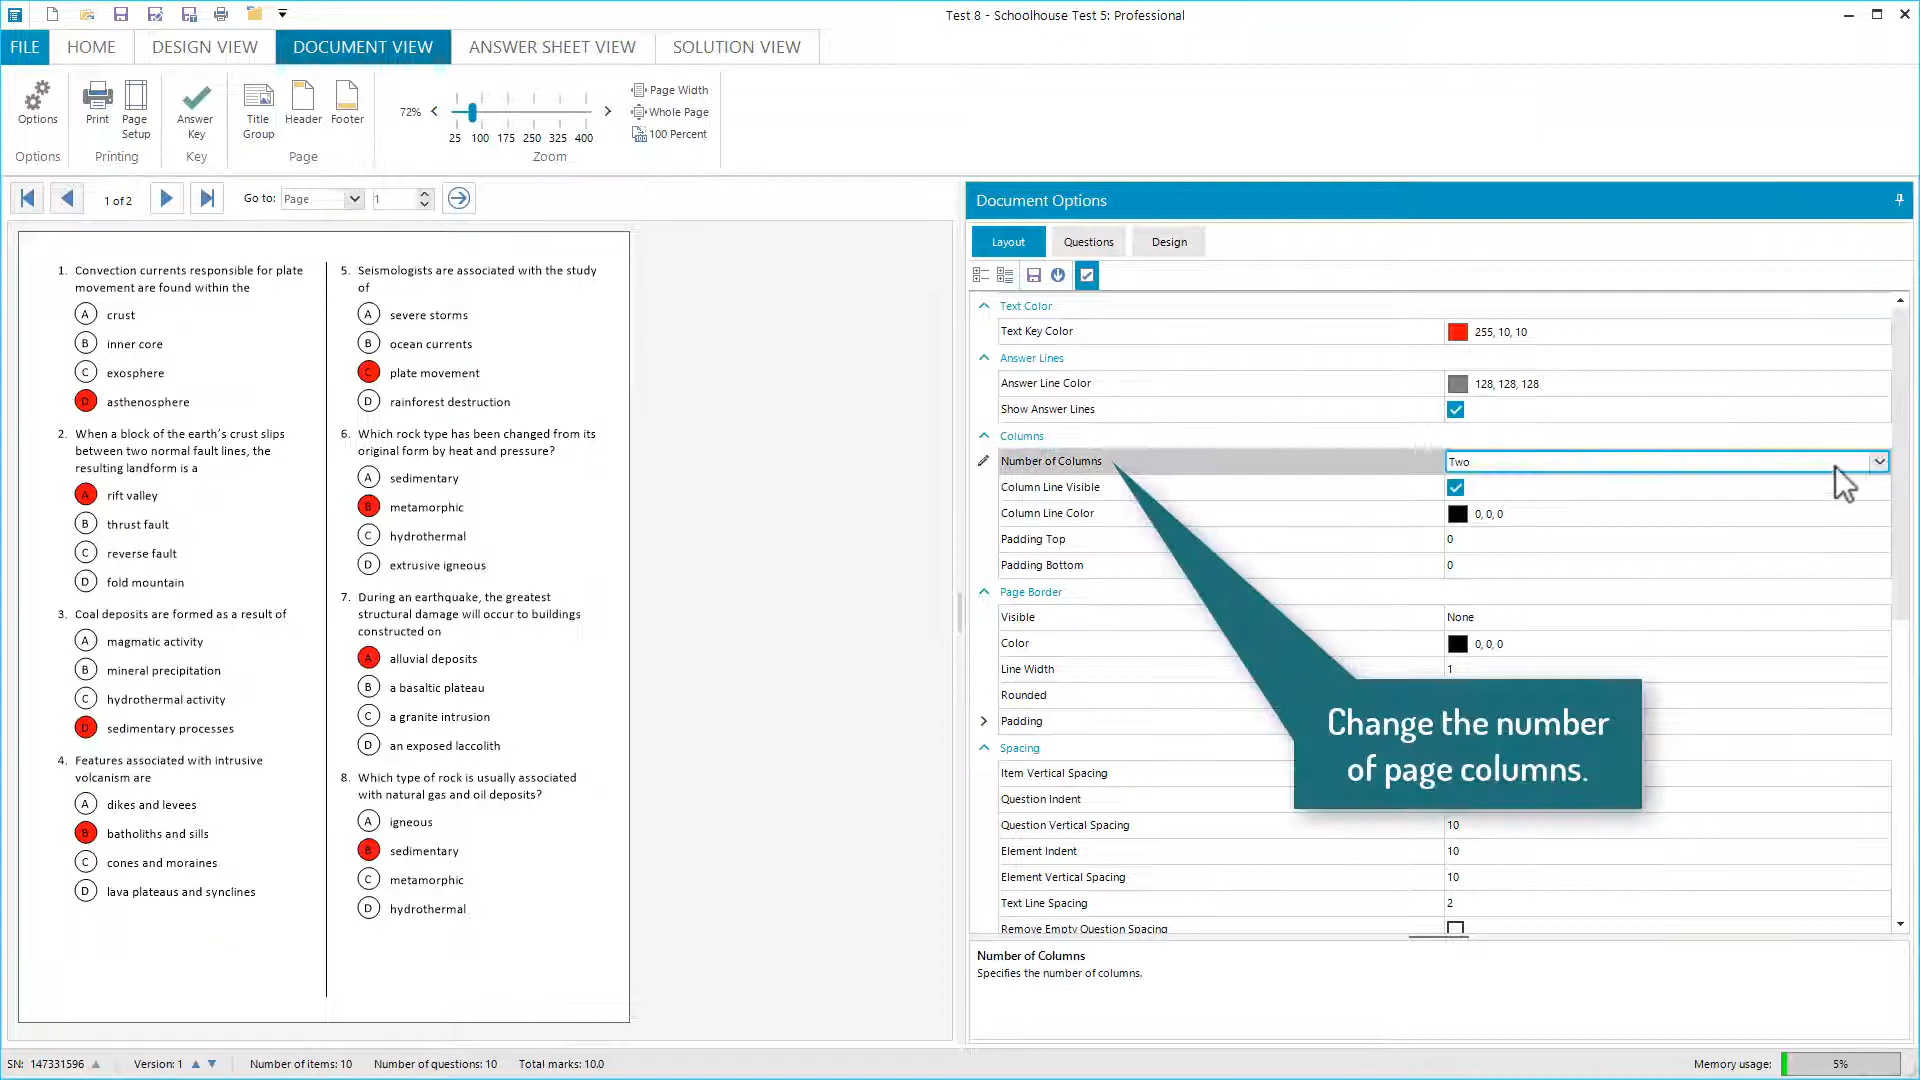 Test 8 - Schoolhouse Test 5: Professional
FILE HOME DESIGN VIEW DOCUMENT VIEW ANSWER SHEET VIEW SOLUTION VIEW
Options
Print
Page
Setup
Answer
Key
Title
Group
Header
Footer
72%
25 100 175 250 325 400
Page Width
Whole Page
100 Percent
Options Printing Key Page Zoom
1 of 2 Go to: Page 1
1. Convection currents responsible for plate
movement are found within the
A crust
B inner core
C exosphere
D asthenosphere
2. When a block of the earth's crust slips
between two normal fault lines, the
resulting landform is a
A rift valley
B thrust fault
C reverse fault
D fold mountain
3. Coal deposits are formed as a result of
A magmatic activity
B mineral precipitation
C hydrothermal activity
D sedimentary processes
4. Features associated with intrusive
volcanism are
A dikes and levees
B batholiths and sills
C cones and moraines
D lava plateaus and synclines
5. Seismologists are associated with the study
of
A severe storms
B ocean currents
C plate movement
D rainforest destruction
6. Which rock type has been changed from its
original form by heat and pressure?
A sedimentary
B metamorphic
C hydrothermal
D extrusive igneous
7. During an earthquake, the greatest
structural damage will occur to buildings
constructed on
A alluvial deposits
B a basaltic plateau
C a granite intrusion
D an exposed laccolith
8. Which type of rock is usually associated
with natural gas and oil deposits?
A igneous
B sedimentary
C metamorphic
D hydrothermal
Document Options
Layout Questions Design
Text Color
Text Key Color 255, 10, 10
Answer Lines
Answer Line Color 128, 128, 128
Show Answer Lines
Columns
Number of Columns Two
Column Line Visible
Column Line Color 0, 0, 0
Padding Top 0
Padding Bottom 0
Page Border
Visible None
Color 0, 0, 0
Line Width 1
Rounded
Padding
Spacing
Item Vertical Spacing
Question Indent
Question Vertical Spacing 10
Element Indent 10
Element Vertical Spacing 10
Text Line Spacing 2
Remove Empty Question Spacing
Change the number
of page columns.
Number of Columns
Specifies the number of columns.
SN: 147331596 Version: 1 Number of items: 10 Number of questions: 10 Total marks: 10.0 Memory usage: 5%